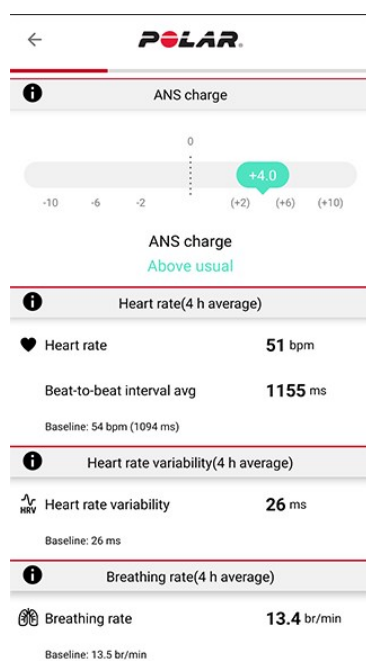 POLAR.
ANS charge
0
+4.0
-10 -6 -2 (+2) (+6) (+10)
ANS charge
Above usual
Heart rate(4 h average)
Heart rate 51 bpm
Beat-to-beat interval avg 1155 ms
Baseline: 54 bpm (1094 ms)
Heart rate variability(4 h average)
HRV Heart rate variability 26 ms
Baseline: 26 ms
Breathing rate(4 h average)
Breathing rate 13.4 br/min
Baseline: 13.5 br/min